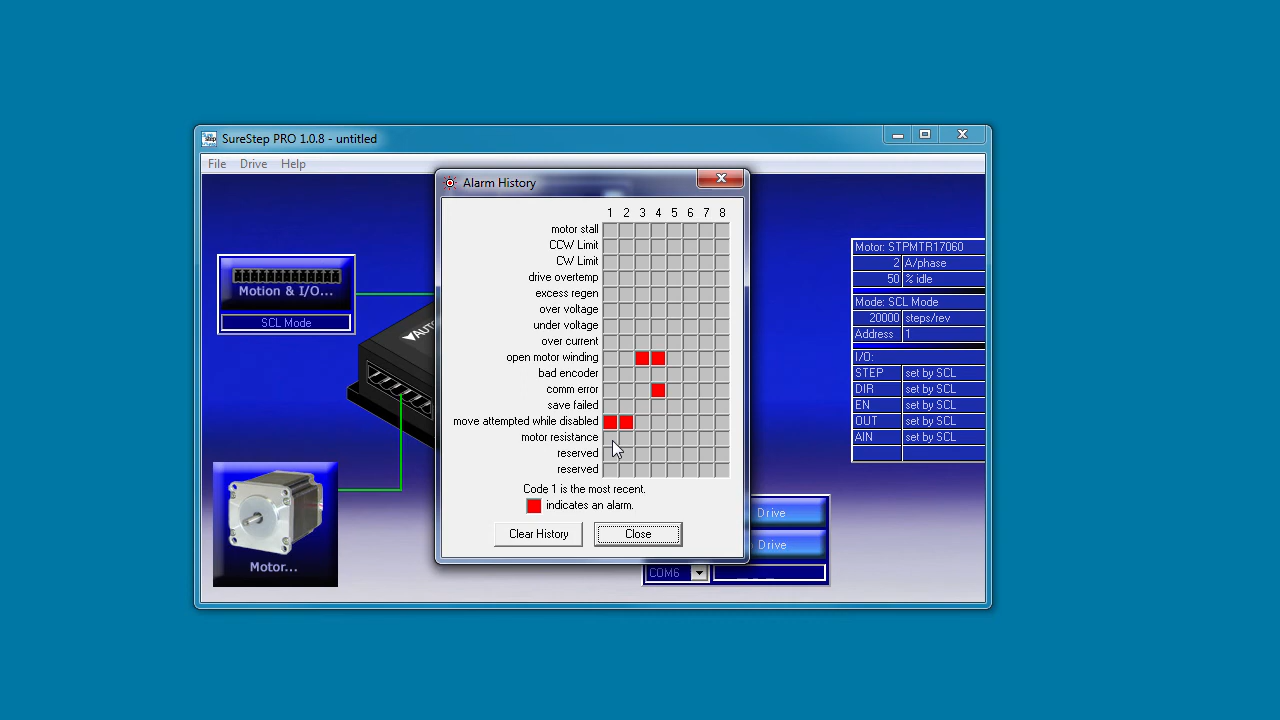 SureStep PRO 1.0.8 - untitled
File Drive Help
Alarm History
1 2 3 4 5 6 7 8
motor stall
CCW Limit
CW Limit
drive overtemp
excess regen
over voltage
under voltage
over current
open motor winding
bad encoder
comm error
save failed
move attempted while disabled
motor resistance
reserved
reserved
Code 1 is the most recent.
indicates an alarm.
Clear History Close
Motion & I/O...
SCL Mode
Motor...
Motor: STPMTR17060
2 A/phase
50 % idle
Mode: SCL Mode
20000 steps/rev
Address 1
I/O:
STEP set by SCL
DIR set by SCL
EN set by SCL
OUT set by SCL
AIN set by SCL
Drive
Drive
COM6